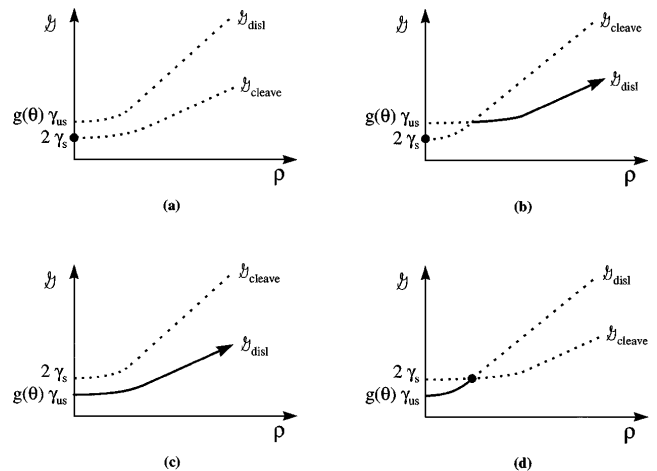 𝒢
𝒢disl
𝒢cleave
g(θ) γus
2 γs
ρ
(a)
𝒢
𝒢cleave
𝒢disl
g(θ) γus
2 γs
ρ
(b)
𝒢
𝒢cleave
𝒢disl
2 γs
g(θ) γus
ρ
(c)
𝒢
𝒢disl
𝒢cleave
2 γs
g(θ) γus
ρ
(d)